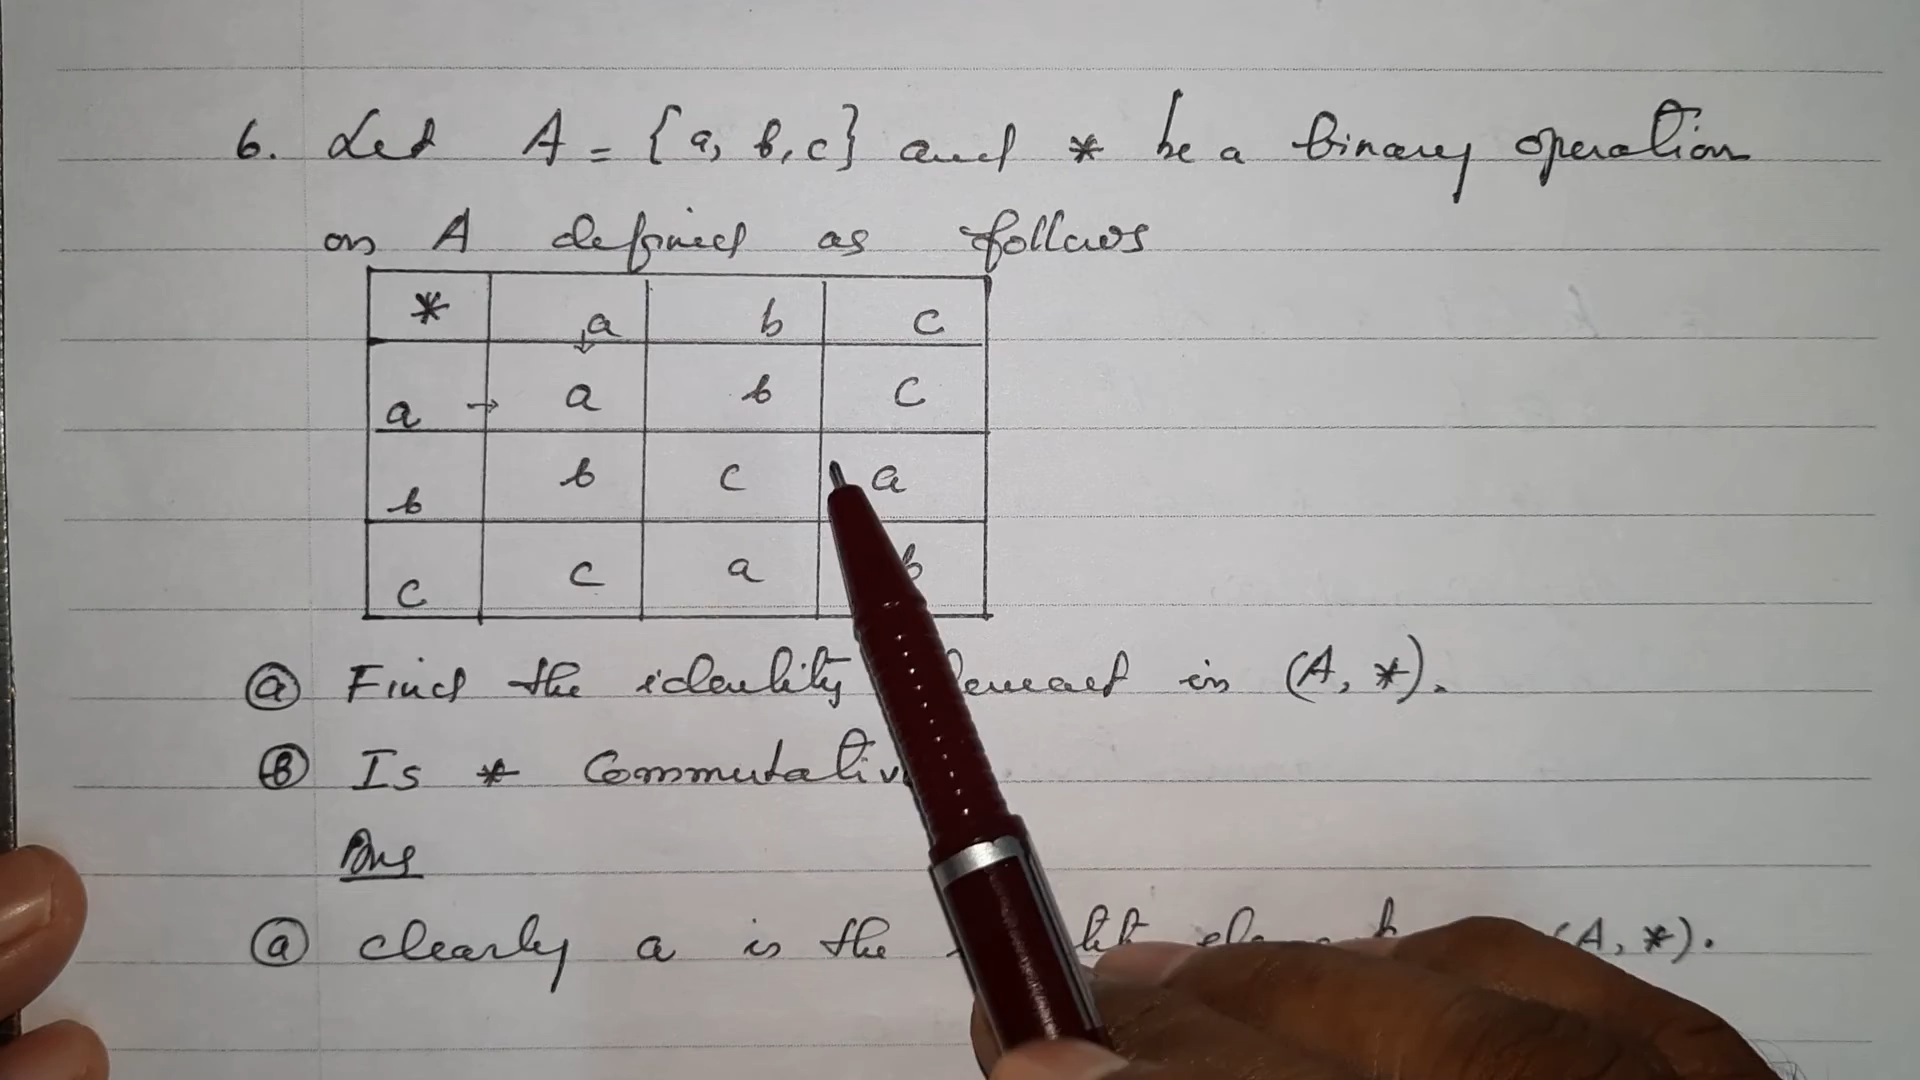 6. Let A = {a, b, c} and * be a binary operation
on A defined as follows
* a b c
a → a b c
b b c a
c c a b
ⓐ Find the identity in (A, *).
ⓑ Is * Commutative
Ans
ⓐ clearly a is the (A, *).